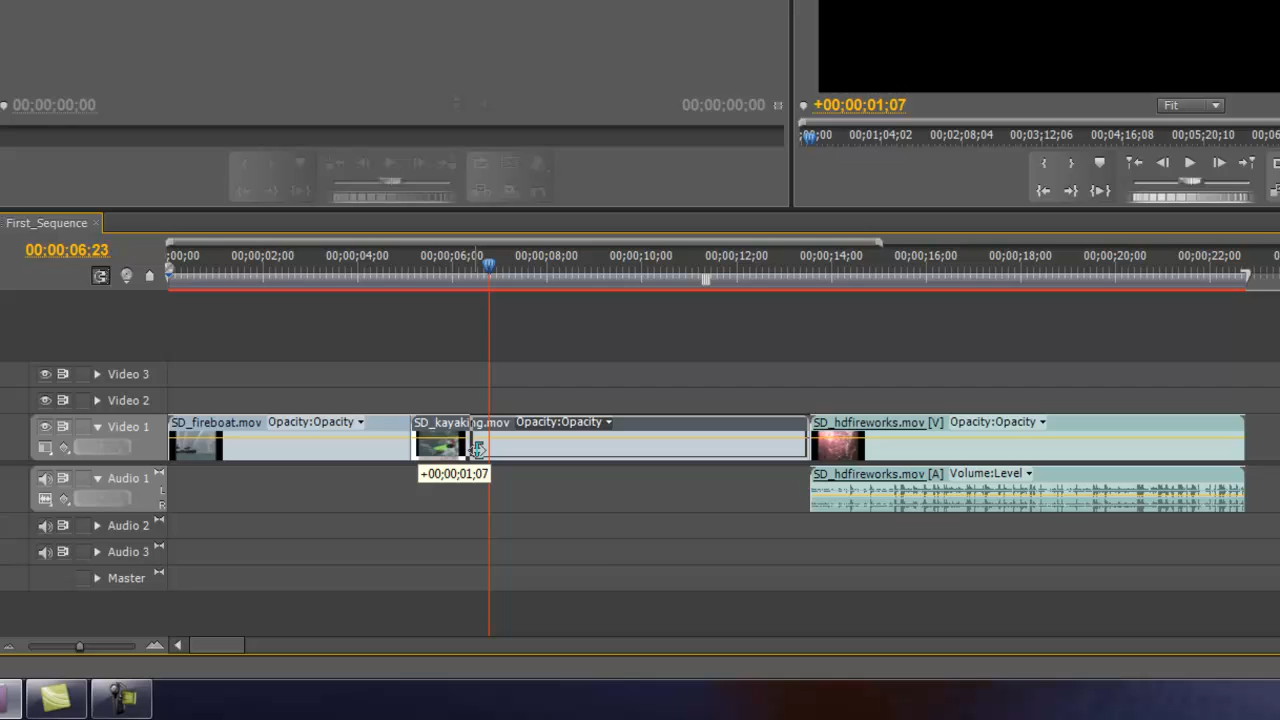 00;00;00;00
00;00;00;00
+00;00;01;07
Fit
;00;00
00;01;04;02
00;02;08;04
00;03;12;06
00;04;16;08
00;05;20;10
00;06
First_Sequence
00;00;06;23
;00;00
00;00;02;00
00;00;04;00
00;00;06;00
00;00;08;00
00;00;10;00
00;00;12;00
00;00;14;00
00;00;16;00
00;00;18;00
00;00;20;00
00;00;22;00
Video 3
Video 2
Video 1
SD_fireboat.mov Opacity:Opacity
SD_kayaking.mov Opacity:Opacity
SD_hdfireworks.mov [V] Opacity:Opacity
+00;00;01;07
Audio 1
L
R
SD_hdfireworks.mov [A] Volume:Level
Audio 2
Audio 3
Master